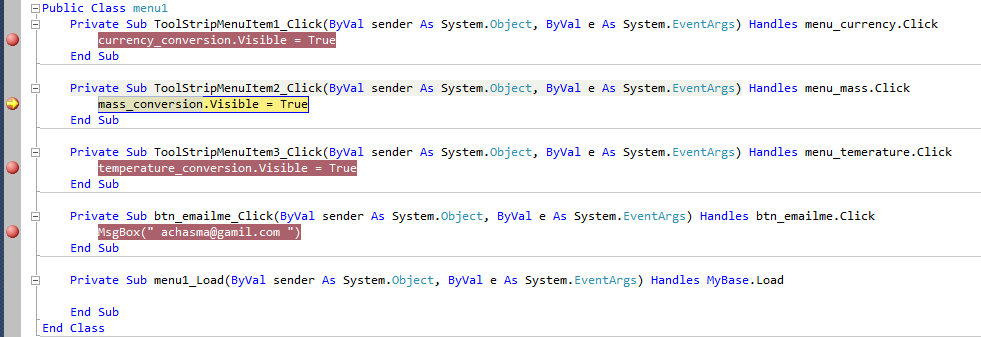 Public Class menu1
Private Sub ToolStripMenuItem1_Click(ByVal sender As System.Object, ByVal e As System.EventArgs) Handles menu_currency.Click
currency_conversion.Visible = True
End Sub
Private Sub ToolStripMenuItem2_Click(ByVal sender As System.Object, ByVal e As System.EventArgs) Handles menu_mass.Click
mass_conversion.Visible = True
End Sub
Private Sub ToolStripMenuItem3_Click(ByVal sender As System.Object, ByVal e As System.EventArgs) Handles menu_temerature.Click
temperature_conversion.Visible = True
End Sub
Private Sub btn_emailme_Click(ByVal sender As System.Object, ByVal e As System.EventArgs) Handles btn_emailme.Click
MsgBox(" achasma@gamil.com ")
End Sub
Private Sub menu1_Load(ByVal sender As System.Object, ByVal e As System.EventArgs) Handles MyBase.Load
End Sub
End Class